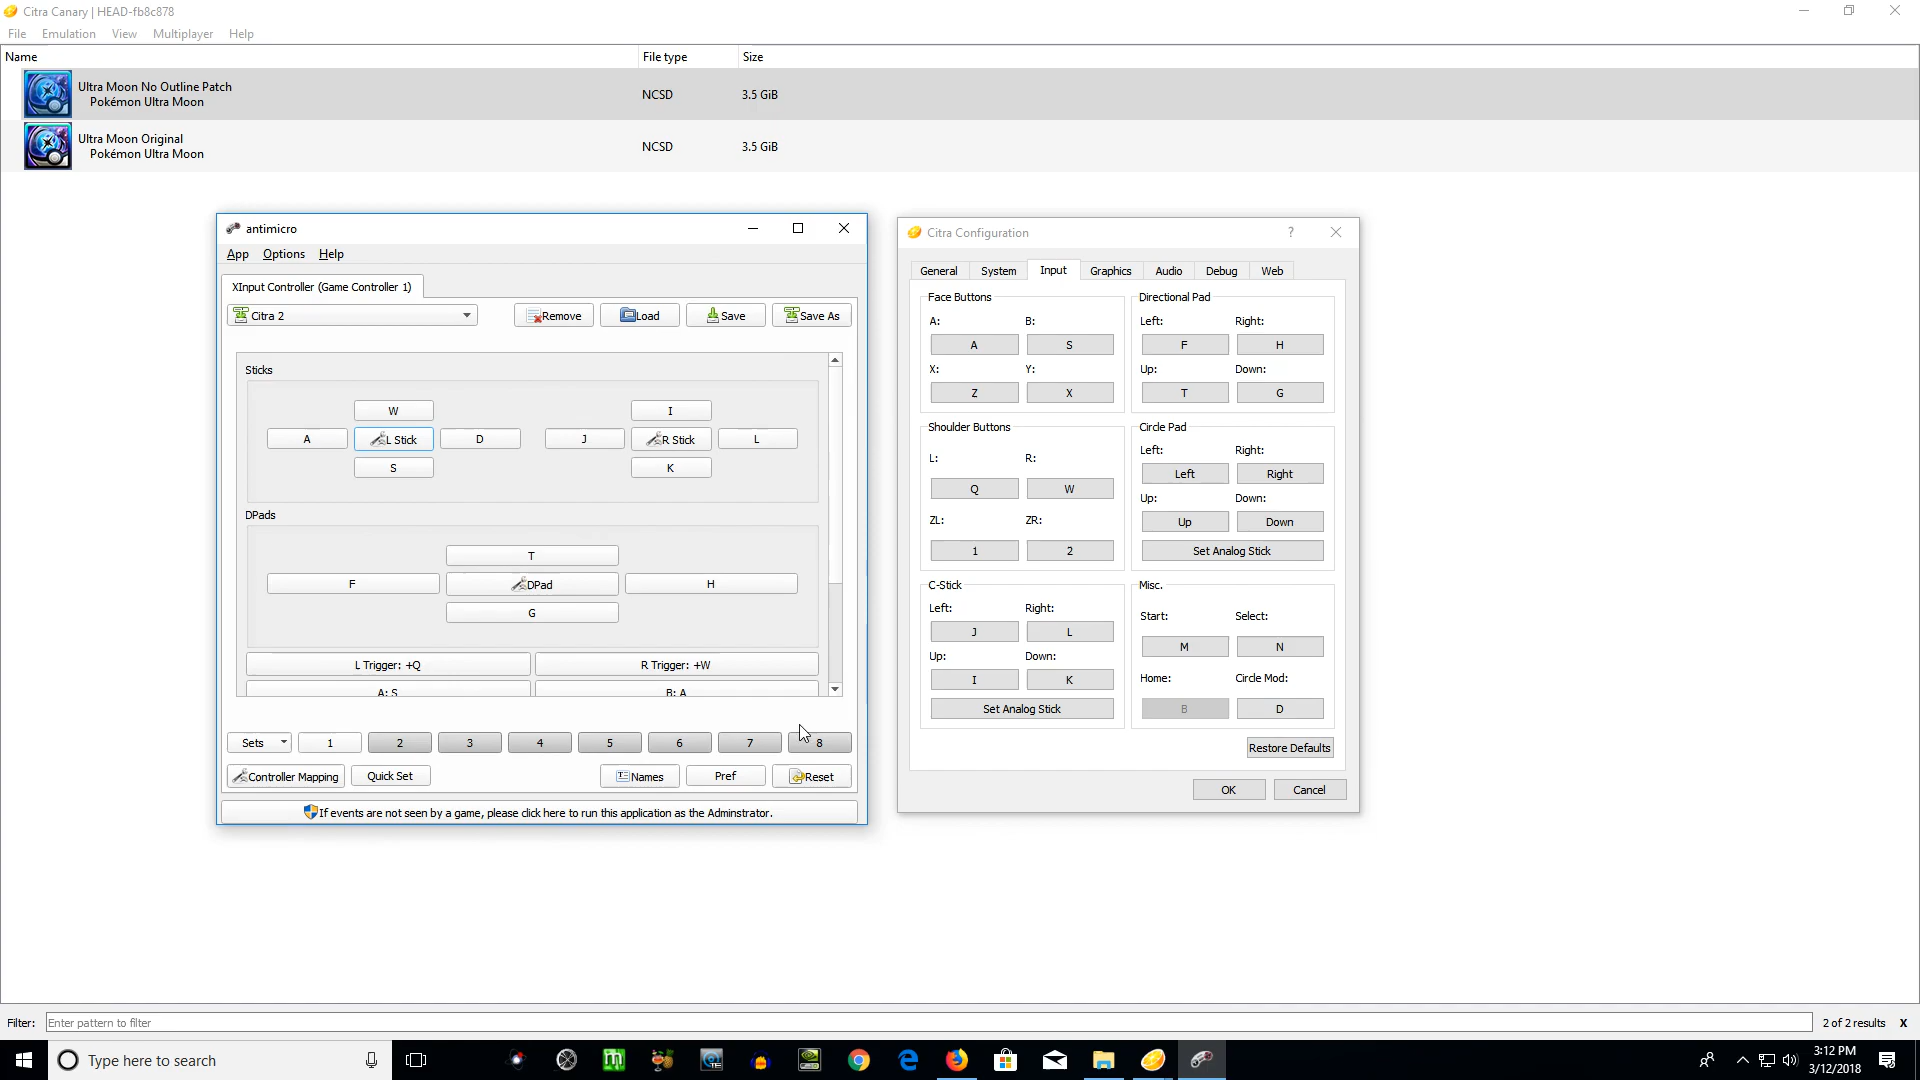 Citra Canary | HEAD-fb8c878
File Emulation View Multiplayer Help
Name File type Size
Ultra Moon No Outline Patch
Pokémon Ultra Moon
NCSD 3.5 GiB
Ultra Moon Original
Pokémon Ultra Moon
NCSD 3.5 GiB
antimicro
App Options Help
XInput Controller (Game Controller 1)
Citra 2 Remove Load Save Save As
Sticks
W I
A L Stick D J R Stick L
S K
DPads
T
F DPad H
G
L Trigger: +Q R Trigger: +W
A: S B: A
Sets 1 2 3 4 5 6 7 8
Controller Mapping Quick Set Names Pref Reset
If events are not seen by a game, please click here to run this application as the Adminstrator.
Citra Configuration ?
General System Input Graphics Audio Debug Web
Face Buttons
A: B:
A S
X: Y:
Z X
Directional Pad
Left: Right:
F H
Up: Down:
T G
Shoulder Buttons
L: R:
Q W
ZL: ZR:
1 2
Circle Pad
Left: Right:
Left Right
Up: Down:
Up Down
Set Analog Stick
C-Stick
Left: Right:
J L
Up: Down:
I K
Set Analog Stick
Misc.
Start: Select:
M N
Home: Circle Mod:
B D
Restore Defaults
OK Cancel
Filter: Enter pattern to filter 2 of 2 results X
Type here to search
3:12 PM
3/12/2018